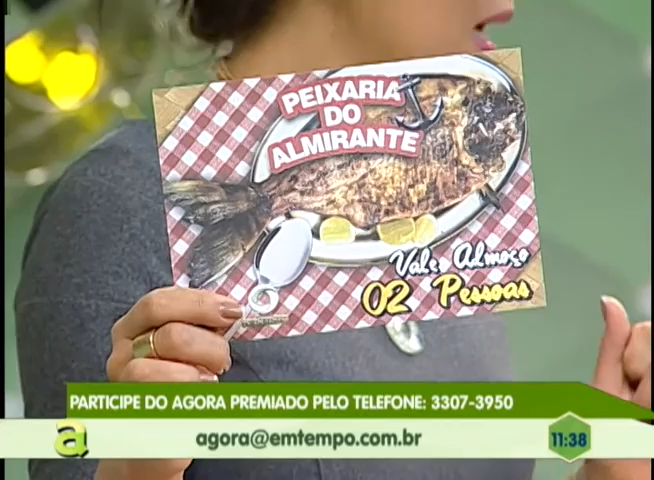 PEIXARIA
DO
ALMIRANTE
Vale Almoço
02 Pessoas
PARTICIPE DO AGORA PREMIADO PELO TELEFONE: 3307-3950
a
agora@emtempo.com.br
11:38